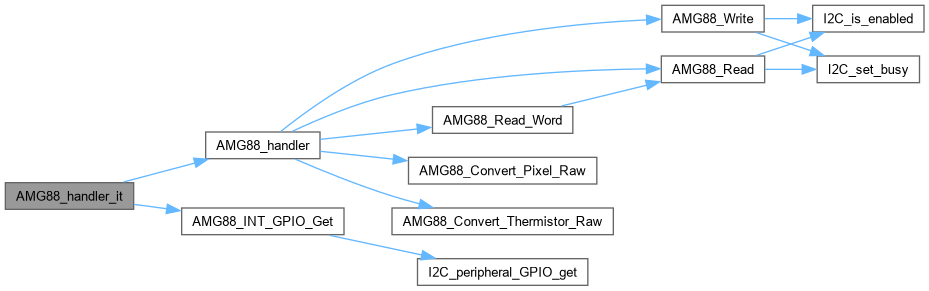 AMG88_handler_it
AMG88_handler
AMG88_Write
I2C_is_enabled
I2C_set_busy
AMG88_Read
AMG88_Read_Word
AMG88_Convert_Pixel_Raw
AMG88_Convert_Thermistor_Raw
AMG88_INT_GPIO_Get
I2C_peripheral_GPIO_get